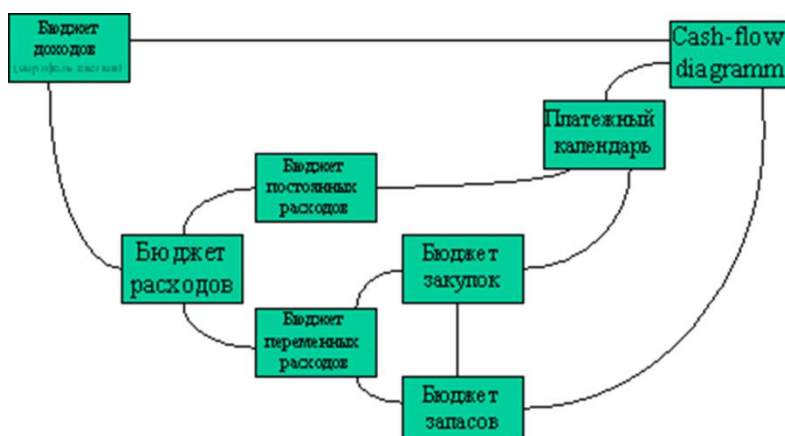 Бюджет
доходов
Cash-flow
diagramm
Платежный
календарь
Бюджет
постоянных
расходов
Бюджет
расходов
Бюджет
закупок
Бюджет
переменных
расходов
Бюджет
запасов